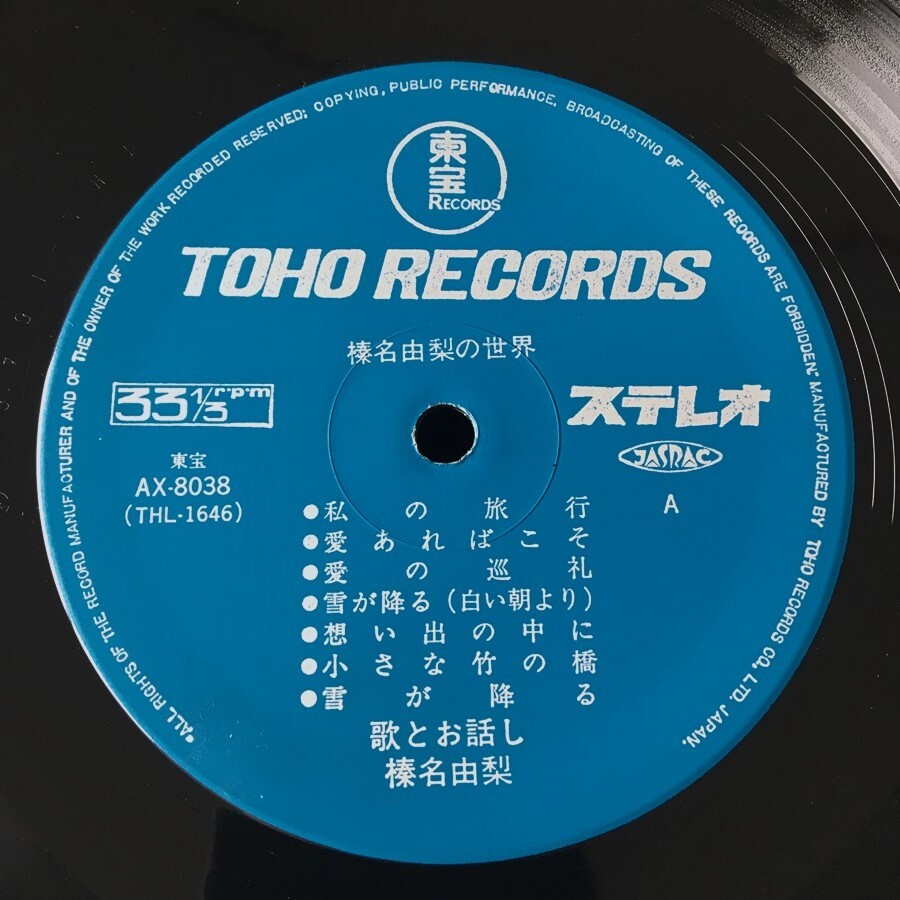 東宝
RECORDS
TOHO RECORDS
榛名由梨の世界
33 1/3 r·p·m
ステレオ
JASRAC
東宝
AX-8038
(THL-1646)
A
●私の旅行
●愛あればこそ
●愛の巡礼
●雪が降る(白い朝より)
●想い出の中に
●小さな竹の橋
●雪が降る
歌とお話し
榛名由梨
"ALL RIGHTS OF THE RECORD MANUFACTURER AND OF THE OWNER OF THE WORK RECORDED RESERVED; COPYING, PUBLIC PERFORMANCE, BROADCASTING OF THESE RECORDS ARE FORBIDDEN." MANUFACTURED BY TOHO RECORDS CO., LTD. JAPAN.